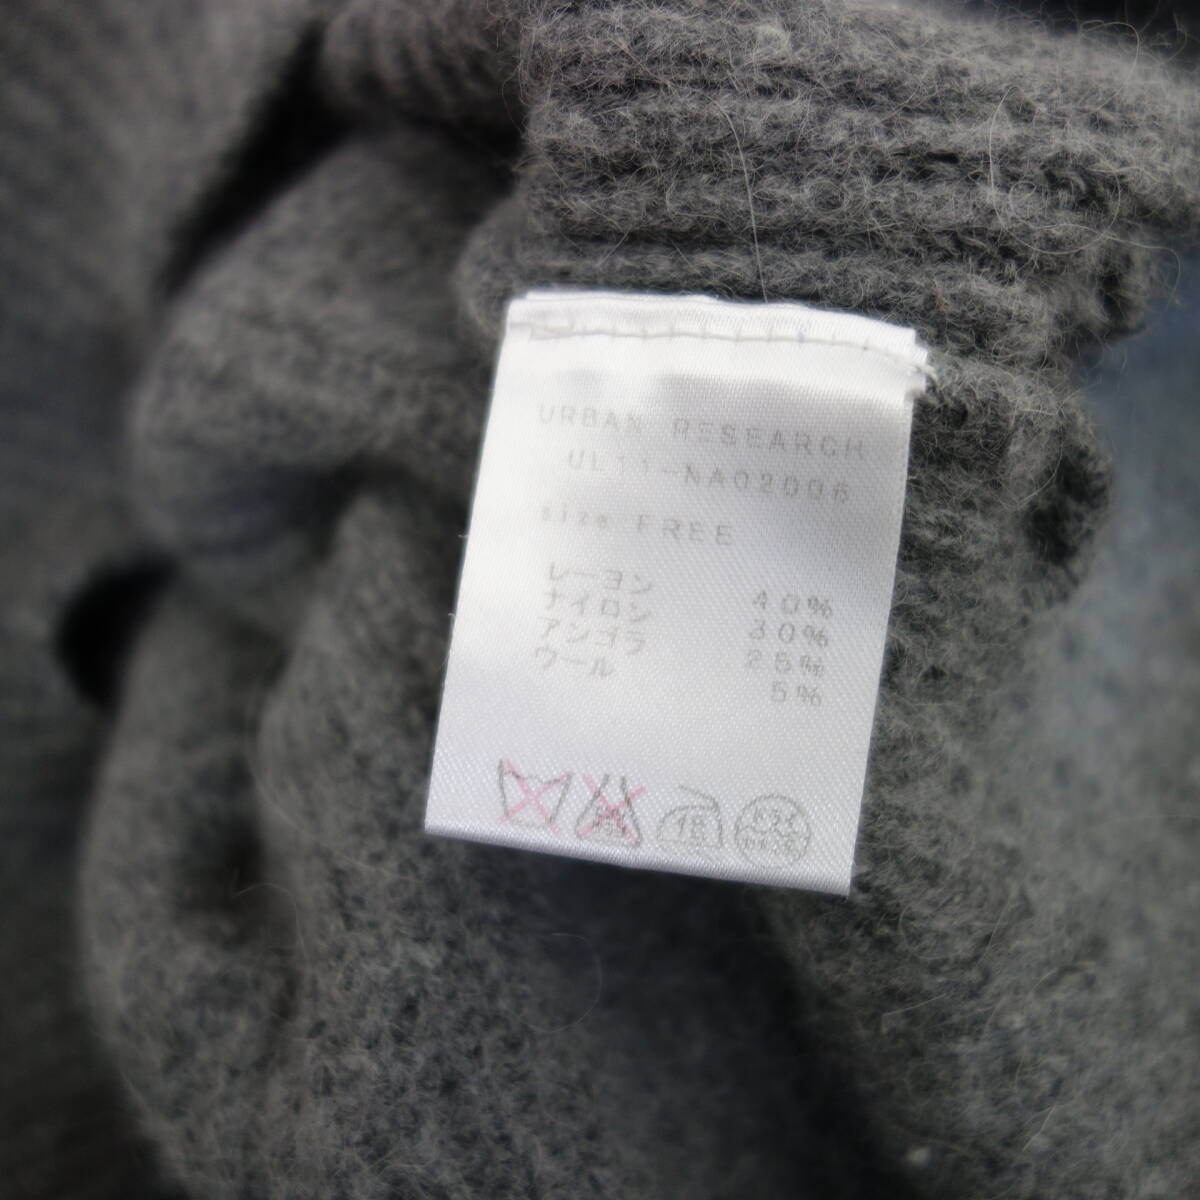 URBAN RESEARCH
UL11-NA02006
size FREE
レーヨン 40%
ナイロン 30%
アンゴラ 25%
ウール 5%